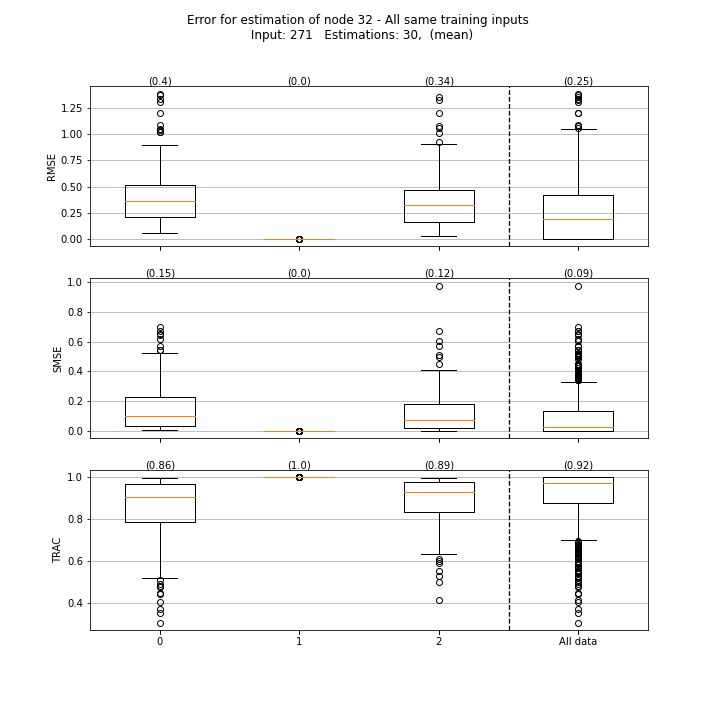 Error for estimation of node 32 - All same training inputs
Input: 271   Estimations: 30,  (mean)
(0.4) (0.0) (0.34) (0.25)
1.25
1.00
0.75
0.50
0.25
0.00
RMSE
(0.15) (0.0) (0.12) (0.09)
1.0
0.8
0.6
0.4
0.2
0.0
SMSE
(0.86) (1.0) (0.89) (0.92)
1.0
0.8
0.6
0.4
TRAC
0 1 2 All data